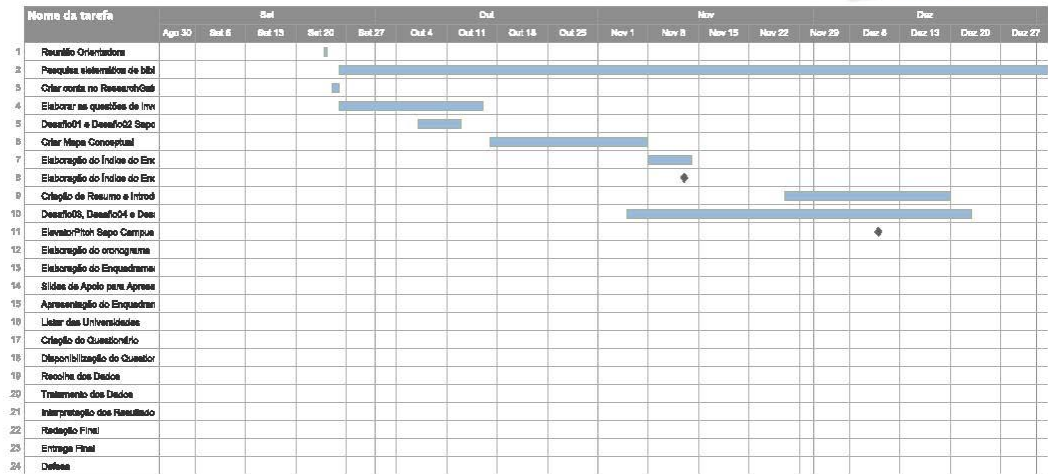 Nome da tarefa
Set Out Nov Dez
Ago 30 Set 6 Set 13 Set 20 Set 27 Out 4 Out 11 Out 18 Out 25 Nov 1 Nov 8 Nov 15 Nov 22 Nov 29 Dez 6 Dez 13 Dez 20 Dez 27
1 Reunião Orientadora
2 Pesquisa sistemática de bibl
3 Criar conta no ResearchGat
4 Elaborar as questões de inve
5 Desafio01 e Desafio02 Sapo
6 Criar Mapa Conceptual
7 Elaboração do Índice do Enc
8 Elaboração do Índice do Enc
9 Criação de Resumo e Introd
10 Desafio03, Desafio04 e Desa
11 ElevatorPitch Sapo Campus
12 Elaboração do cronograma
13 Elaboração do Enquadrame
14 Slides de Apoio para Aprese
15 Apresentação do Enquadran
16 Listar das Universidades
17 Criação do Questionário
18 Disponibilização do Question
19 Recolha dos Dados
20 Tratamento dos Dados
21 Interpretação dos Resultado
22 Redação Final
23 Entrega Final
24 Defesa